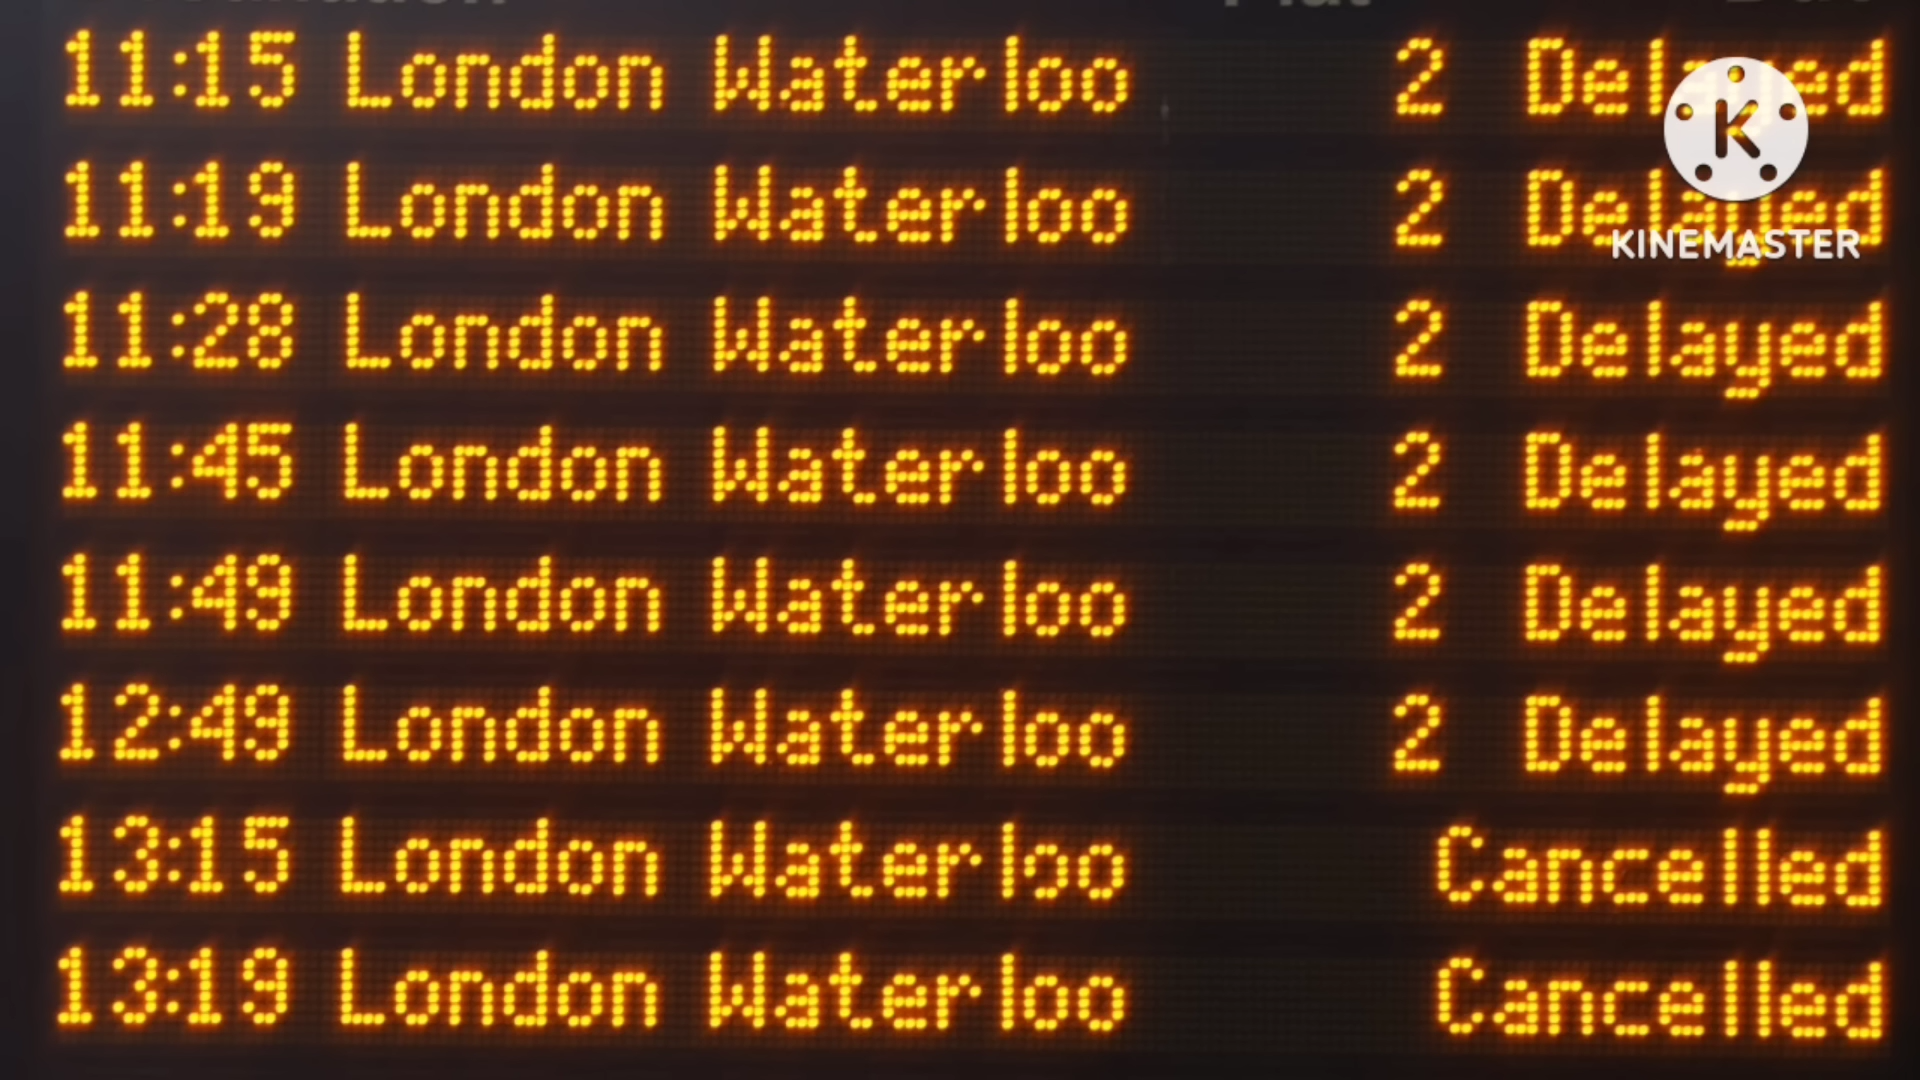 11:15 London Waterloo 2 Delayed
11:19 London Waterloo 2 Delayed
KINEMASTER
11:28 London Waterloo 2 Delayed
11:45 London Waterloo 2 Delayed
11:49 London Waterloo 2 Delayed
12:49 London Waterloo 2 Delayed
13:15 London Waterloo Cancelled
13:19 London Waterloo Cancelled